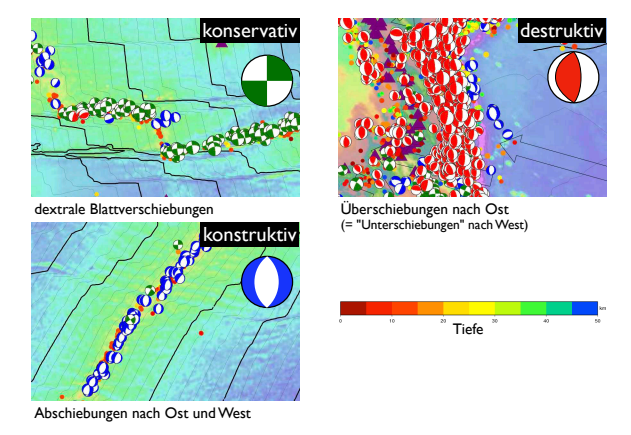 konservativ
destruktiv
dextrale Blattverschiebungen
Überschiebungen nach Ost
(= "Unterschiebungen" nach West)
konstruktiv
km
0 10 20 30 40 50
Tiefe
Abschiebungen nach Ost und West